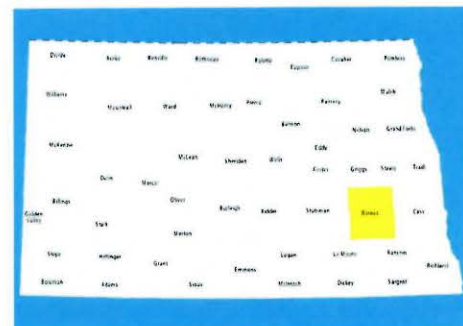 Divide
Burke
Renville
Bottineau
Rolette
Towner
Cavalier
Pembina
Williams
Mountrail
Ward
McHenry
Pierce
Ramsey
Walsh
Benson
Nelson
Grand Forks
McKenzie
McLean
Sheridan
Wells
Eddy
Foster
Griggs
Steele
Traill
Dunn
Mercer
Billings
Golden
Valley
Oliver
Burleigh
Kidder
Stutsman
Barnes
Cass
Stark
Morton
Slope
Hettinger
Grant
Emmons
Logan
La Moure
Ransom
Richland
Bowman
Adams
Sioux
McIntosh
Dickey
Sargent